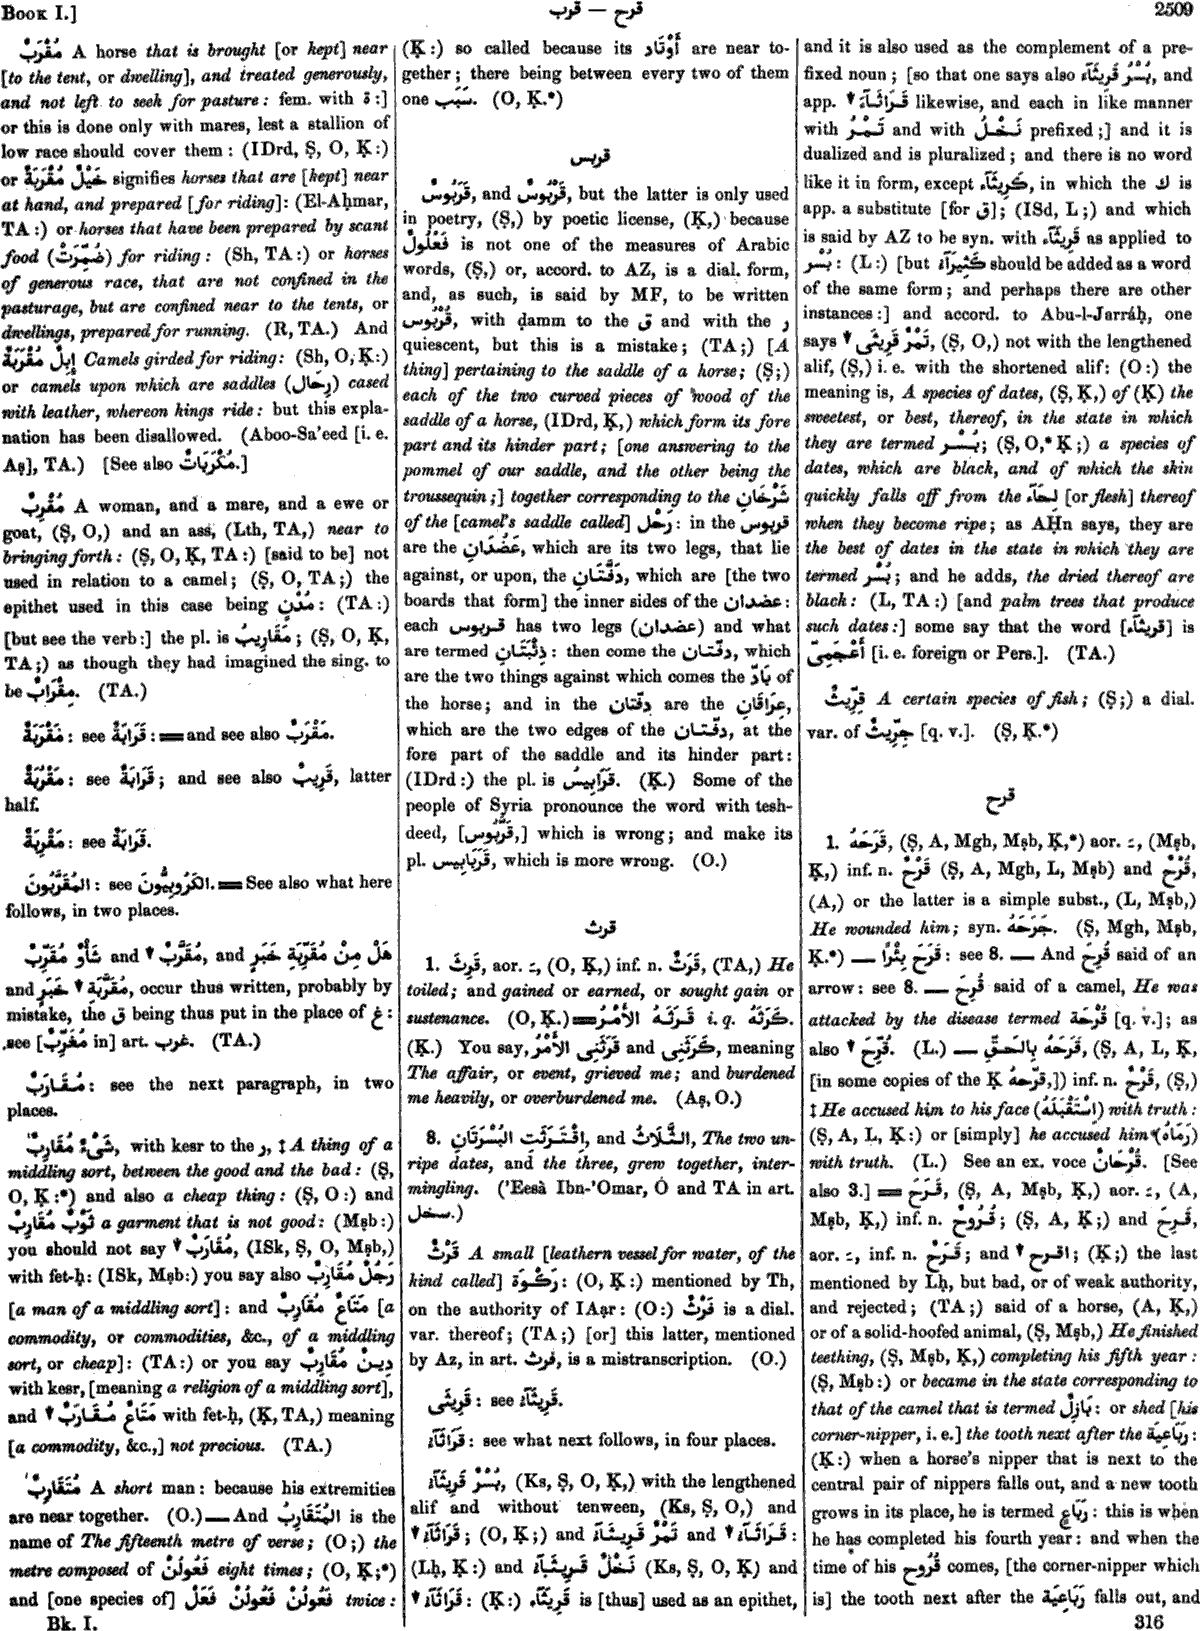 BOOK I.]
قرب — قرح
2509
مُقْرَبٌ A horse that is brought [or kept] near
[to the tent, or dwelling], and treated generously,
and not left to seek for pasture: fem. with ة:]
or this is done only with mares, lest a stallion of
low race should cover them: (IDrd, Ṣ, O, Ḳ:)
or خَيْلٌ مُقْرَبَةٌ signifies horses that are [kept] near
at hand, and prepared [for riding]: (El-Aḥmar,
TA:) or horses that have been prepared by scant
food (ضُمِّرَتْ) for riding: (Sh, TA:) or horses
of generous race, that are not confined in the
pasturage, but are confined near to the tents, or
dwellings, prepared for running. (R, TA.) And
إِبِلٌ مُقْرَبَةٌ Camels girded for riding: (Sh, O, Ḳ:)
or camels upon which are saddles (رِحَال) cased
with leather, whereon kings ride: but this expla-
nation has been disallowed. (Aboo-Sa'eed [i. e.
Aṣ], TA.) [See also مُكْرَبَاتٌ.]
مُقْرِبٌ A woman, and a mare, and a ewe or
goat, (Ṣ, O,) and an ass, (Lth, TA,) near to
bringing forth: (Ṣ, O, Ḳ, TA:) [said to be] not
used in relation to a camel; (Ṣ, O, TA;) the
epithet used in this case being مُدْنٍ: (TA:)
[but see the verb:] the pl. is مَقَارِيبُ; (Ṣ, O, Ḳ,
TA;) as though they had imagined the sing. to
be مِقْرَابٌ. (TA.)
مَقْرَبَةٌ: see قَرَابَةٌ: ══ and see also مَقْرَبٌ.
مَقْرُبَةٌ: see قَرَابَةٌ; and see also قَرِيبٌ, latter
half.
مَقْرِبَةٌ: see قَرَابَةٌ.
المُقَرَّبُونَ: see الكَرُوبِيُّونَ. ══ See also what here
follows, in two places.
شَأْوٌ مُقَرِّبٌ and ▼ مُقَرَّبٌ, and هَلْ مِنْ مُقَرِّبَةِ خَبَرٍ
and ▼ مُقَرَّبَةِ خَبَرٍ, occur thus written, probably by
mistake, the ق being thus put in the place of غ:
see [مُغَرِّبٌ in] art. غرب. (TA.)
مُقَارَبٌ: see the next paragraph, in two
places.
شَىْءٌ مُقَارِبٌ, with kesr to the ر, ‡ A thing of a
middling sort, between the good and the bad: (Ṣ,
O, Ḳ:*) and also a cheap thing: (Ṣ, O:) and
ثَوْبٌ مُقَارِبٌ a garment that is not good: (Mṣb:)
you should not say ▼ مُقَارَبٌ, (ISk, Ṣ, O, Mṣb,)
with fet-ḥ: (ISk, Mṣb:) you say also رَجُلٌ مُقَارِبٌ
[a man of a middling sort]: and مَتَاعٌ مُقَارِبٌ [a
commodity, or commodities, &c., of a middling
sort, or cheap]: (TA:) or you say دِينٌ مُقَارِبٌ
with kesr, [meaning a religion of a middling sort],
and ▼ مَتَاعٌ مُقَارَبٌ with fet-ḥ, (Ḳ, TA,) meaning
[a commodity, &c.,] not precious. (TA.)
مُتَقَارِبٌ A short man: because his extremities
are near together. (O.) — And المُتَقَارِبُ is the
name of The fifteenth metre of verse; (O;) the
metre composed of فَعُولُنْ eight times; (O, Ḳ;*)
and [one species of] فَعُولُنْ فَعُولُنْ فَعَلْ twice:
Bk. I.
(Ḳ:) so called because its أَوْتَاد are near to-
gether; there being between every two of them
one سَبَب. (O, Ḳ.*)
قربس
قَرَبُوسٌ, and قَرْبُوسٌ, but the latter is only used
in poetry, (Ṣ,) by poetic license, (Ḳ,) because
فَعْلُولٌ is not one of the measures of Arabic
words, (Ṣ,) or, accord. to AZ, is a dial. form,
and, as such, is said by MF, to be written
قُرْبُوس, with ḍamm to the ق and with the ر
quiescent, but this is a mistake; (TA;) [A
thing] pertaining to the saddle of a horse; (Ṣ;)
each of the two curved pieces of wood of the
saddle of a horse, (IDrd, Ḳ,) which form its fore
part and its hinder part; [one answering to the
pommel of our saddle, and the other being the
troussequin;] together corresponding to the شَرْخَانِ
of the [camel's saddle called] رَحْل: in the قربوس
are the عَضُدَانِ, which are its two legs, that lie
against, or upon, the دَفَّتَانِ, which are [the two
boards that form] the inner sides of the عضدان:
each قربوس has two legs (عضدان) and what
are termed ذِئْبَتَانِ: then come the دفّتان, which
are the two things against which comes the بَادّ of
the horse; and in the دفّتان are the عِرَاقَانِ,
which are the two edges of the دفّتان, at the
fore part of the saddle and its hinder part:
(IDrd:) the pl. is قَرَابِيسُ. (Ḳ.) Some of the
people of Syria pronounce the word with tesh-
deed, [قَرَّبُوس,] which is wrong; and make its
pl. قَرَبَابِيس, which is more wrong. (O.)
قرث
1. قَرِثَ, aor. ـَ, (O, Ḳ,) inf. n. قَرَثٌ, (TA,) He
toiled; and gained or earned, or sought gain or
sustenance. (O, Ḳ.) ══ قَرَثَهُ الأَمْرُ i. q. كَرَثَهُ.
(Ḳ.) You say, قَرَثَنِى الأَمْرُ and كَرَثَنِى, meaning
The affair, or event, grieved me; and burdened
me heavily, or overburdened me. (Aṣ, O.)
8. اِقْتَرَثَتِ البُسْرَتَانِ, and الثَّلَاثُ, The two un-
ripe dates, and the three, grew together, inter-
mingling. ('Eesà Ibn-'Omar, O and TA in art.
سخل.)
قَرْثٌ A small [leathern vessel for water, of the
kind called] رَكْوَة: (O, Ḳ:) mentioned by Th,
on the authority of IAạr: (O:) فَرْثٌ is a dial.
var. thereof; (TA;) [or] this latter, mentioned
by Az, in art. فرث, is a mistranscription. (O.)
قَرِيثَى: see قَرِيثَآءُ.
قَرَاثَآءُ: see what next follows, in four places.
بُسْرٌ قَرِيثَآءُ, (Ks, Ṣ, O, Ḳ,) with the lengthened
alif and without tenween, (Ks, Ṣ, O,) and
▼ قَرَاثَآءُ; (O, Ḳ;) and تَمْرٌ قَرِيثَآءُ and ▼ قَرَاثَآءُ:
(Lḥ, Ḳ:) and نَخْلٌ قَرِيثَآءُ (Ks, Ṣ, O, Ḳ) and
▼ قَرَاثَآءُ: (Ḳ:) قَرِيثَآء is [thus] used as an epithet,
and it is also used as the complement of a pre-
fixed noun; [so that one says also بُسْرُ قَرِيثَآءَ, and
app. ▼ قَرَاثَآءَ likewise, and each in like manner
with تَمْرُ and with نَخْلُ prefixed;] and it is
dualized and is pluralized; and there is no word
like it in form, except كَرِيثَآء, in which the ك is
app. a substitute [for ق]; (ISd, L;) and which
is said by AZ to be syn. with قَرِيثَآء as applied to
بُسْر: (L:) [but كَثِيرَآء should be added as a word
of the same form; and perhaps there are other
instances:] and accord. to Abu-l-Jarráḥ, one
says ▼ تَمْرُ قَرِيثَى, (Ṣ, O,) not with the lengthened
alif, (Ṣ,) i. e. with the shortened alif: (O:) the
meaning is, A species of dates, (Ṣ, Ḳ,) of (Ḳ) the
sweetest, or best, thereof, in the state in which
they are termed بُسْر; (Ṣ, O,* Ḳ;) a species of
dates, which are black, and of which the skin
quickly falls off from the لِحَآء [or flesh] thereof
when they become ripe; as AḤn says, they are
the best of dates in the state in which they are
termed بُسْر; and he adds, the dried thereof are
black: (L, TA:) [and palm trees that produce
such dates:] some say that the word [قريثآء] is
أَعْجَمِىّ [i. e. foreign or Pers.]. (TA.)
قِرِّيثٌ A certain species of fish; (Ṣ;) a dial.
var. of جِرِّيثٌ [q. v.]. (Ṣ, Ḳ.*)
قرح
1. قَرَحَهُ, (Ṣ, A, Mgh, Mṣb, Ḳ,*) aor. ـَ, (Mṣb,
Ḳ,) inf. n. قَرْحٌ (Ṣ, A, Mgh, L, Mṣb) and قُرْحٌ,
(A,) or the latter is a simple subst., (L, Mṣb,)
He wounded him; syn. جَرَحَهُ. (Ṣ, Mgh, Mṣb,
Ḳ.*) — قَرَحَ بِئْرًا: see 8. — And قُرِحَ said of an
arrow: see 8. — قُرِحَ said of a camel, He was
attacked by the disease termed قُرْحَة [q. v.]; as
also ▼ قُرِّحَ. (L.) — قَرَحَهُ بِالحَقِّ, (Ṣ, A, L, Ḳ,
[in some copies of the Ḳ قرّحهُ,]) inf. n. قَرْحٌ, (Ṣ,)
‡ He accused him to his face (اِسْتَقْبَلَهُ) with truth:
(Ṣ, A, L, Ḳ:) or [simply] he accused him (رَمَاهُ)
with truth. (L.) See an ex. voce قُرْحَانٌ. [See
also 3.] ══ قَرَحَ, (Ṣ, A, Mṣb, Ḳ,) aor. ـَ, (A,
Mṣb, Ḳ,) inf. n. قُرُوحٌ; (Ṣ, A, Ḳ;) and قَرِحَ,
aor. ـَ, inf. n. قَرَحٌ; and ▼ اقرح; (Ḳ;) the last
mentioned by Lḥ, but bad, or of weak authority,
and rejected; (TA;) said of a horse, (A, Ḳ,)
or of a solid-hoofed animal, (Ṣ, Mṣb,) He finished
teething, (Ṣ, Mṣb, Ḳ,) completing his fifth year:
(Ṣ, Mṣb:) or became in the state corresponding to
that of the camel that is termed بَازِلٌ: or shed [his
corner-nipper, i. e.] the tooth next after the رَبَاعِيَة:
(Ḳ:) when a horse's nipper that is next to the
central pair of nippers falls out, and a new tooth
grows in its place, he is termed رَبَاعٍ: this is when
he has completed his fourth year: and when the
time of his قُرُوح comes, [the corner-nipper which
is] the tooth next after the رَبَاعِيَة falls out, and
316